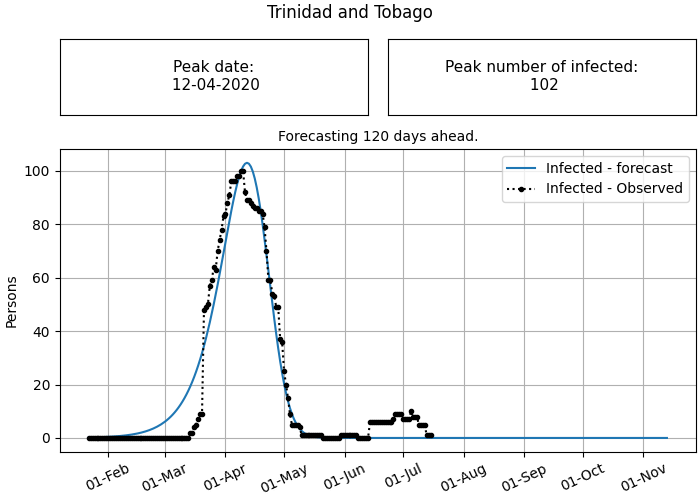 Trinidad and Tobago
Peak date:
12-04-2020
Peak number of infected:
102
Forecasting 120 days ahead.
Infected - forecast
Infected - Observed
Persons
100
80
60
40
20
0
01-Feb
01-Mar
01-Apr
01-May
01-Jun
01-Jul
01-Aug
01-Sep
01-Oct
01-Nov